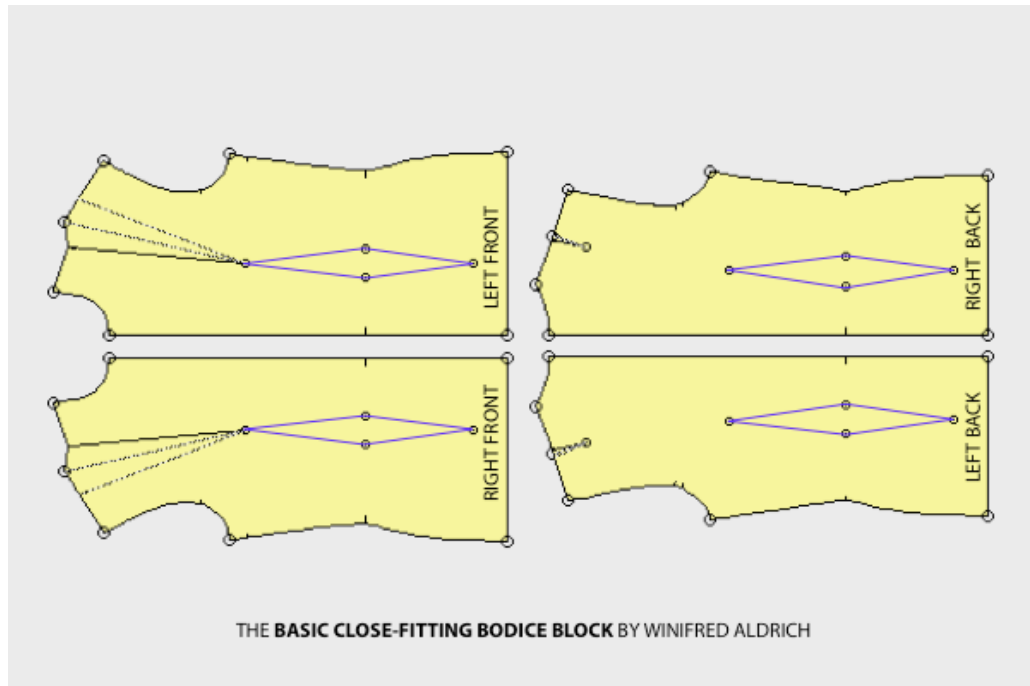 LEFT FRONT
RIGHT BACK
RIGHT FRONT
LEFT BACK
THE BASIC CLOSE-FITTING BODICE BLOCK BY WINIFRED ALDRICH